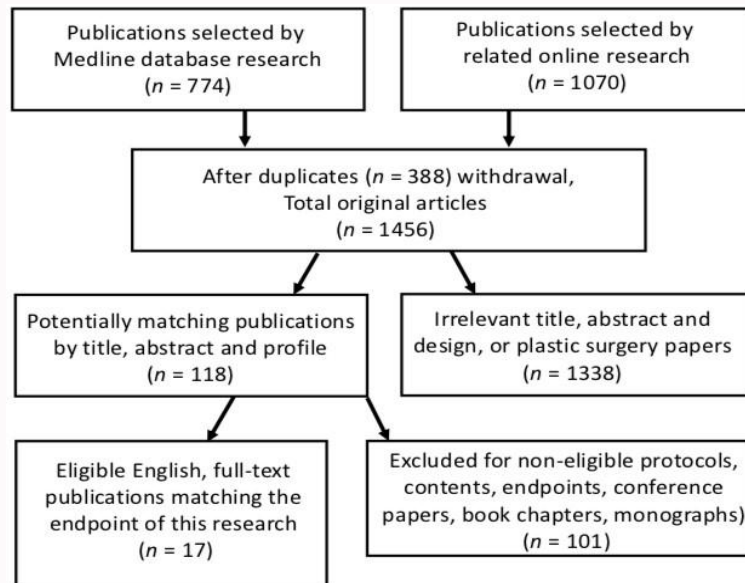 Publications selected by
Medline database research
(n = 774)
Publications selected by
related online research
(n = 1070)
After duplicates (n = 388) withdrawal,
Total original articles
(n = 1456)
Potentially matching publications
by title, abstract and profile
(n = 118)
Irrelevant title, abstract and
design, or plastic surgery papers
(n = 1338)
Eligible English, full-text
publications matching the
endpoint of this research
(n = 17)
Excluded for non-eligible protocols,
contents, endpoints, conference
papers, book chapters, monographs)
(n = 101)